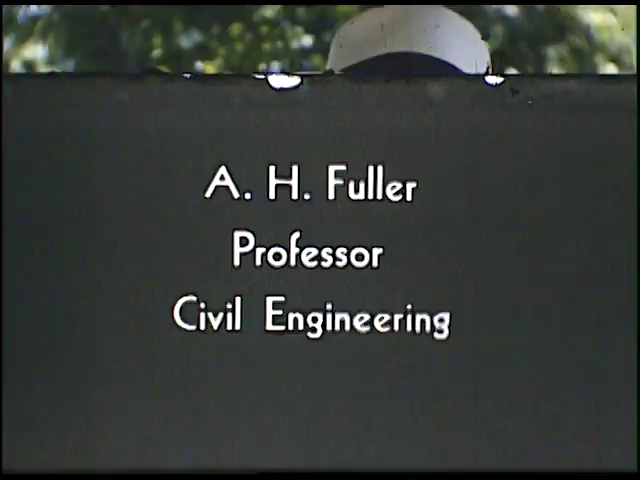 A. H. Fuller
Professor
Civil Engineering